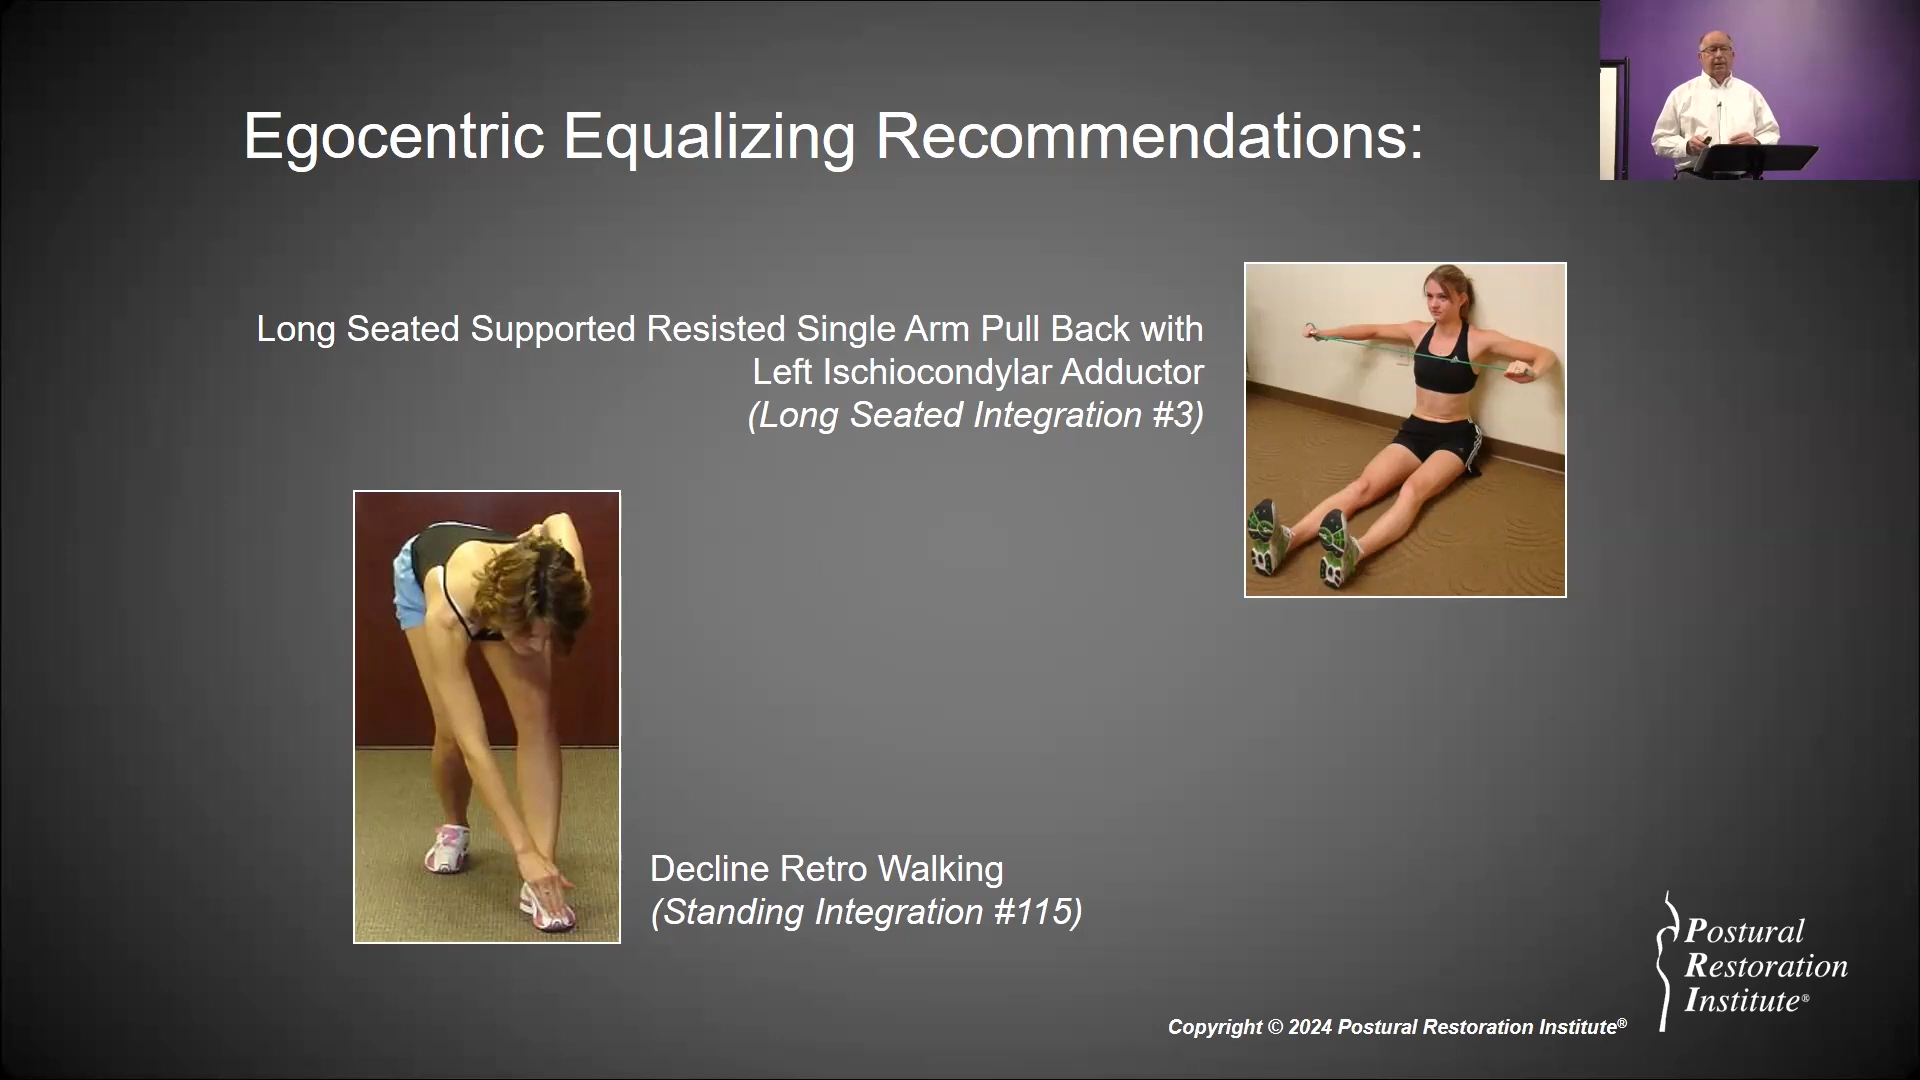 Egocentric Equalizing Recommendations:
Long Seated Supported Resisted Single Arm Pull Back with
Left Ischiocondylar Adductor
(Long Seated Integration #3)
Decline Retro Walking
(Standing Integration #115)
Postural
Restoration
Institute®
Copyright © 2024 Postural Restoration Institute®